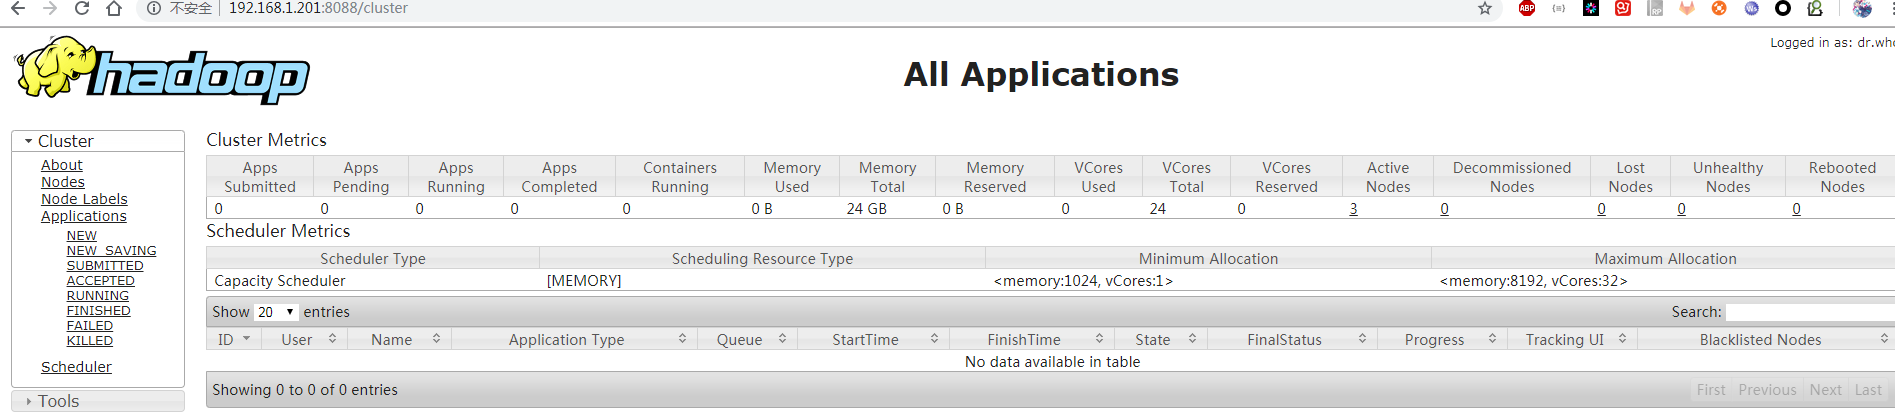 不安全 192.168.1.201:8088/cluster
hadoop
All Applications
Logged in as: dr.who
Cluster
About
Nodes
Node Labels
Applications
NEW
NEW_SAVING
SUBMITTED
ACCEPTED
RUNNING
FINISHED
FAILED
KILLED
Scheduler
Tools
Cluster Metrics
Apps Submitted Apps Pending Apps Running Apps Completed Containers Running Memory Used Memory Total Memory Reserved VCores Used VCores Total VCores Reserved Active Nodes Decommissioned Nodes Lost Nodes Unhealthy Nodes Rebooted Nodes
0 0 0 0 0 0 B 24 GB 0 B 0 24 0 3 0 0 0 0
Scheduler Metrics
Scheduler Type Scheduling Resource Type Minimum Allocation Maximum Allocation
Capacity Scheduler [MEMORY] <memory:1024, vCores:1> <memory:8192, vCores:32>
Show 20 entries Search:
ID User Name Application Type Queue StartTime FinishTime State FinalStatus Progress Tracking UI Blacklisted Nodes
No data available in table
Showing 0 to 0 of 0 entries First Previous Next Last